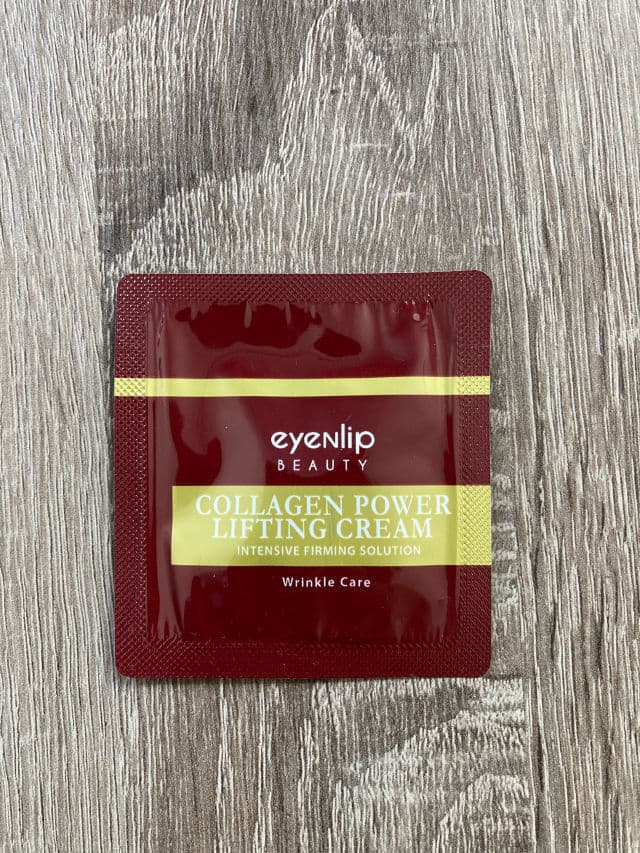 eyeNlip
BEAUTY
COLLAGEN POWER
LIFTING CREAM
INTENSIVE FIRMING SOLUTION
Wrinkle Care